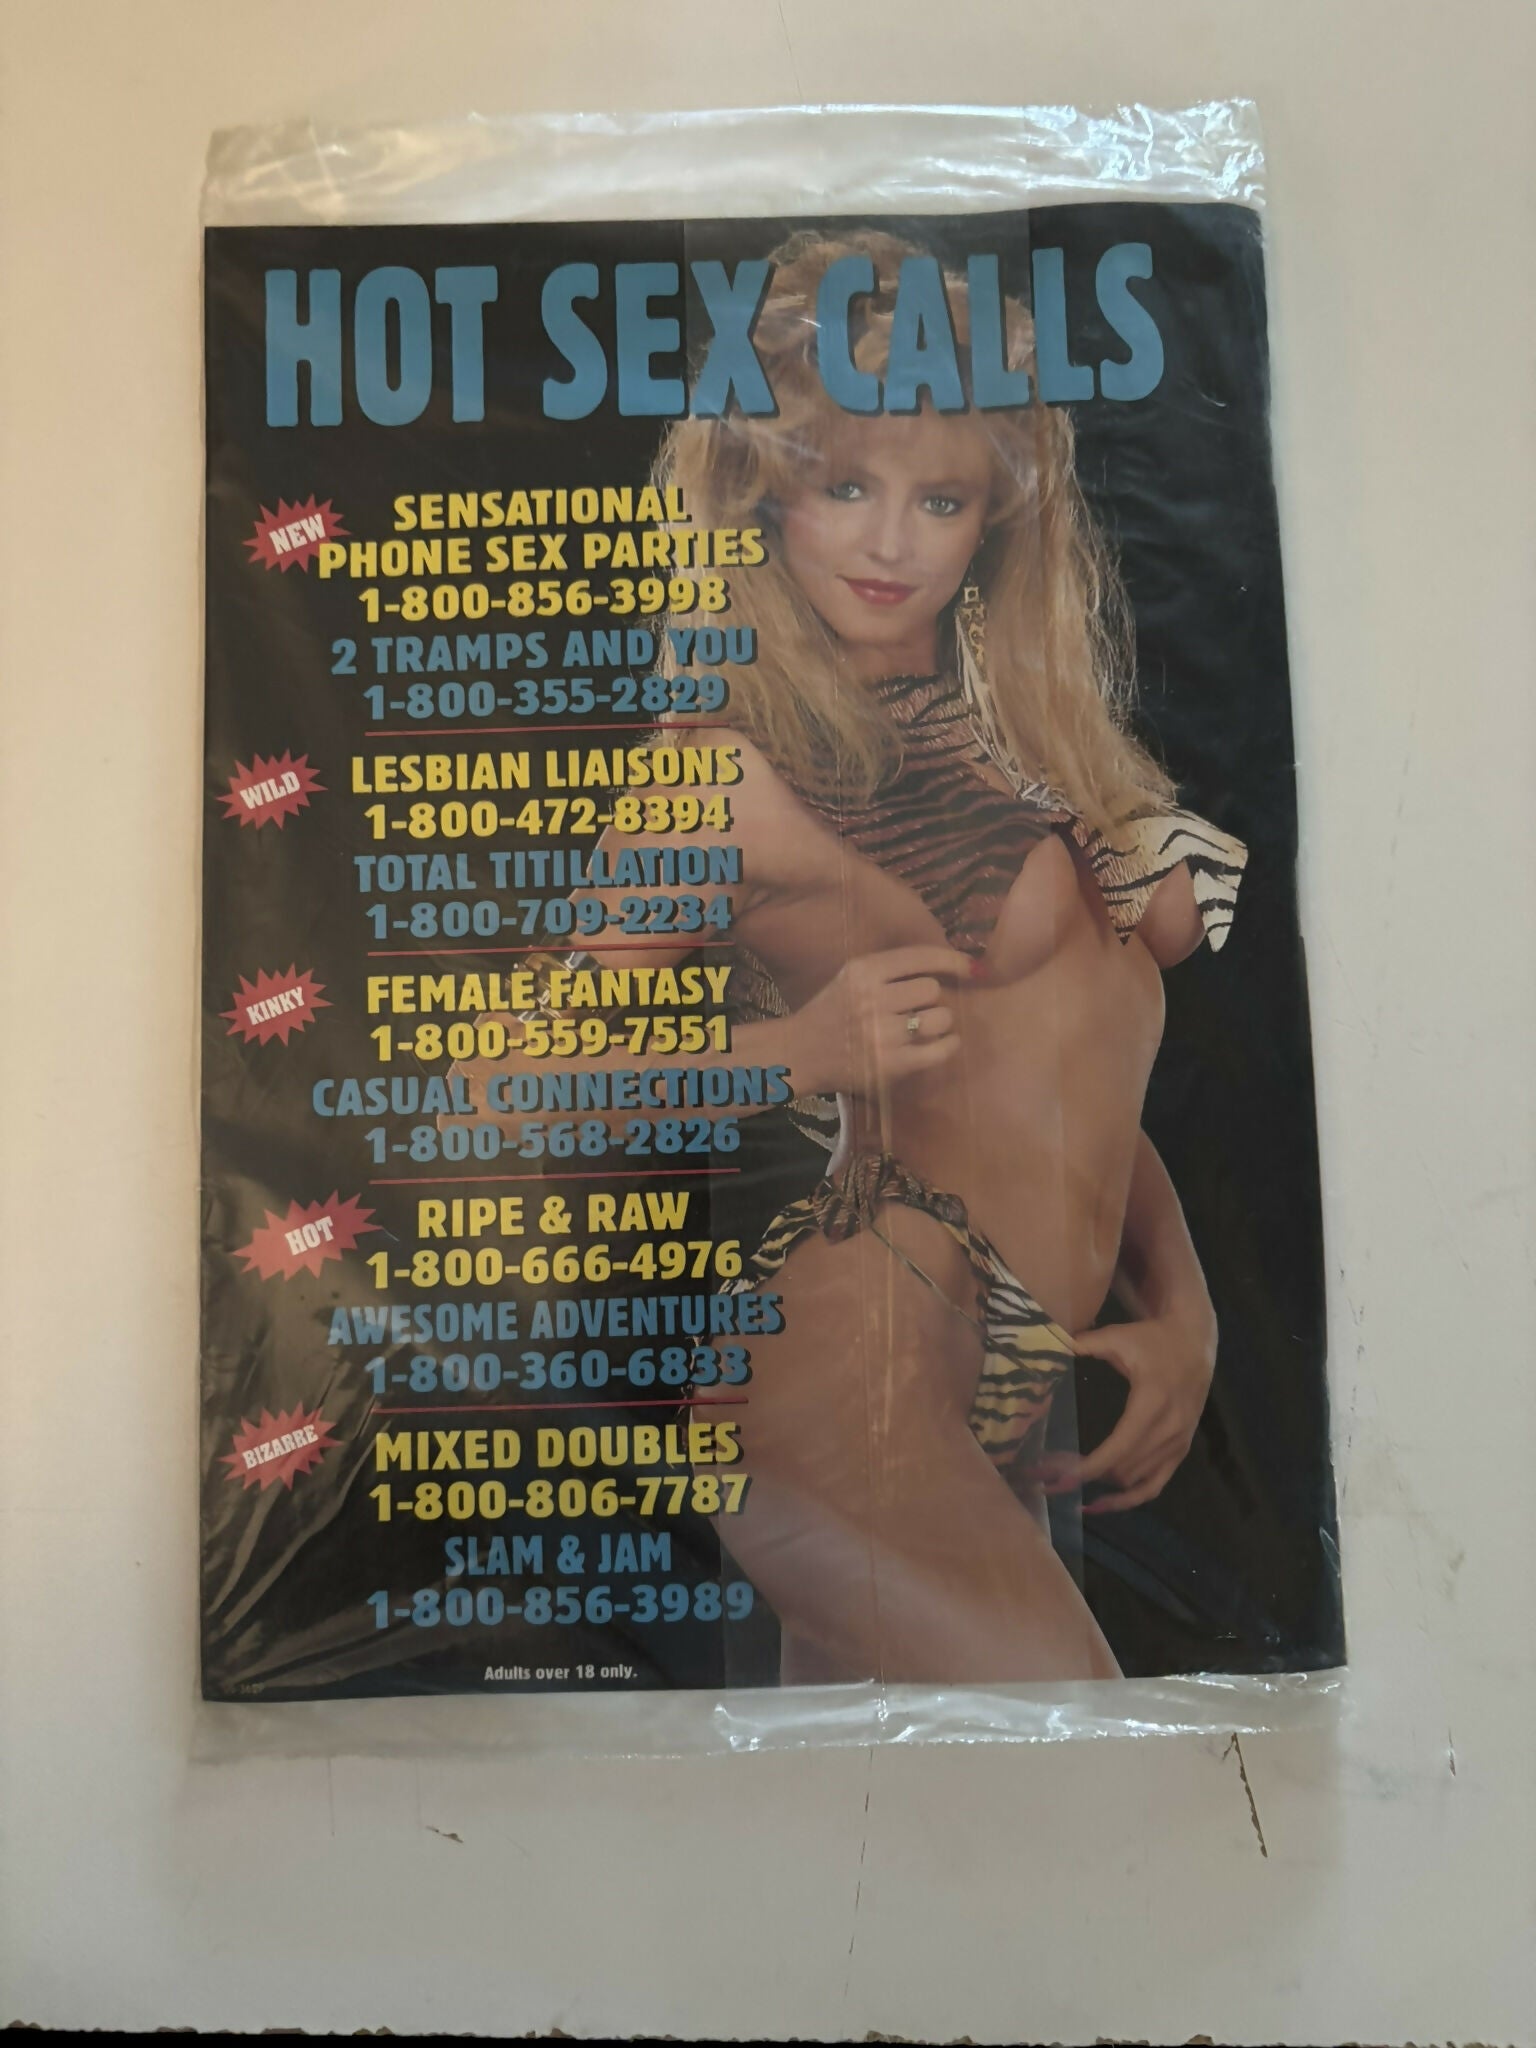 HOT SEX CALLS
NEW
SENSATIONAL
PHONE SEX PARTIES
1-800-856-3998
2 TRAMPS AND YOU
1-800-355-2829
WILD
LESBIAN LIAISONS
1-800-472-8394
TOTAL TITILLATION
1-800-709-2234
KINKY
FEMALE FANTASY
1-800-559-7551
CASUAL CONNECTIONS
1-800-568-2826
HOT
RIPE & RAW
1-800-666-4976
AWESOME ADVENTURES
1-800-360-6833
BIZARRE
MIXED DOUBLES
1-800-806-7787
SLAM & JAM
1-800-856-3989
Adults over 18 only.